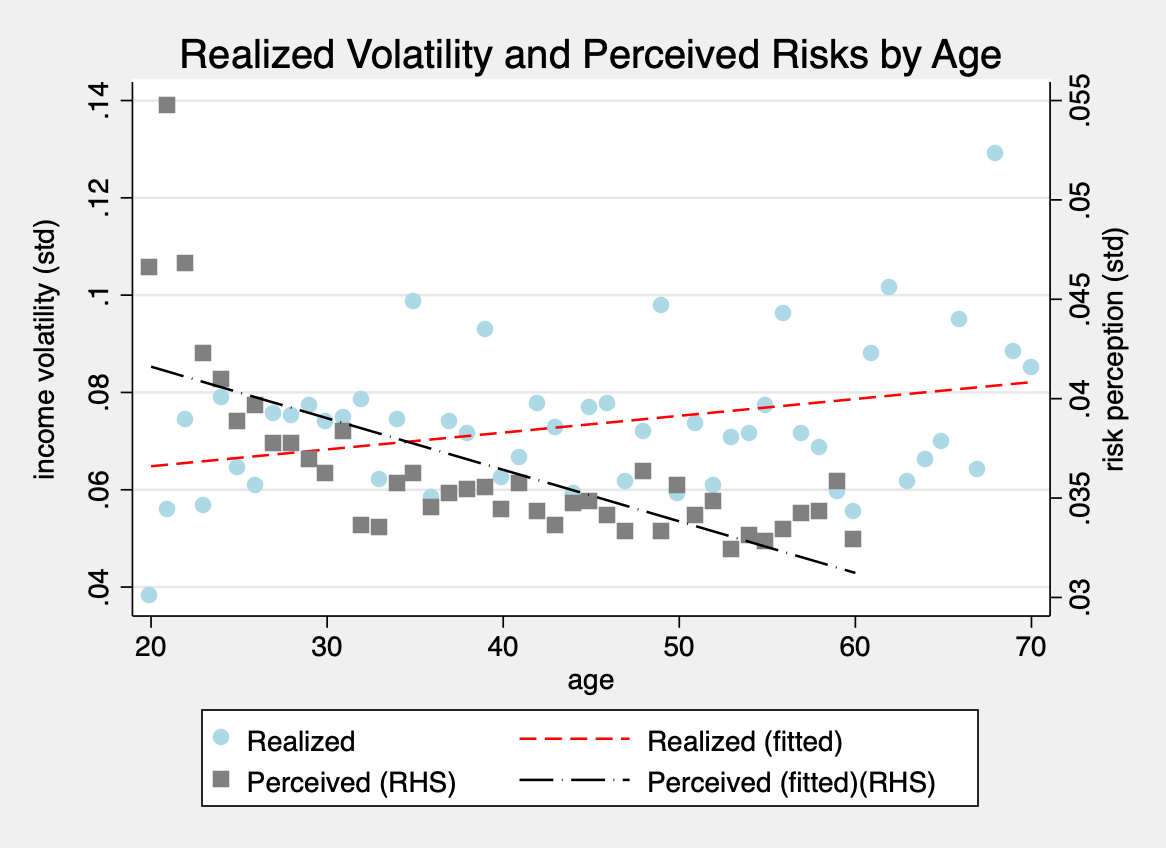 Realized Volatility and Perceived Risks by Age
income volatility (std)
.14
.12
.1
.08
.06
.04
.055
.05
.045
.04
.035
.03
risk perception (std)
20 30 40 50 60 70
age
Realized Realized (fitted)
Perceived (RHS) Perceived (fitted)(RHS)